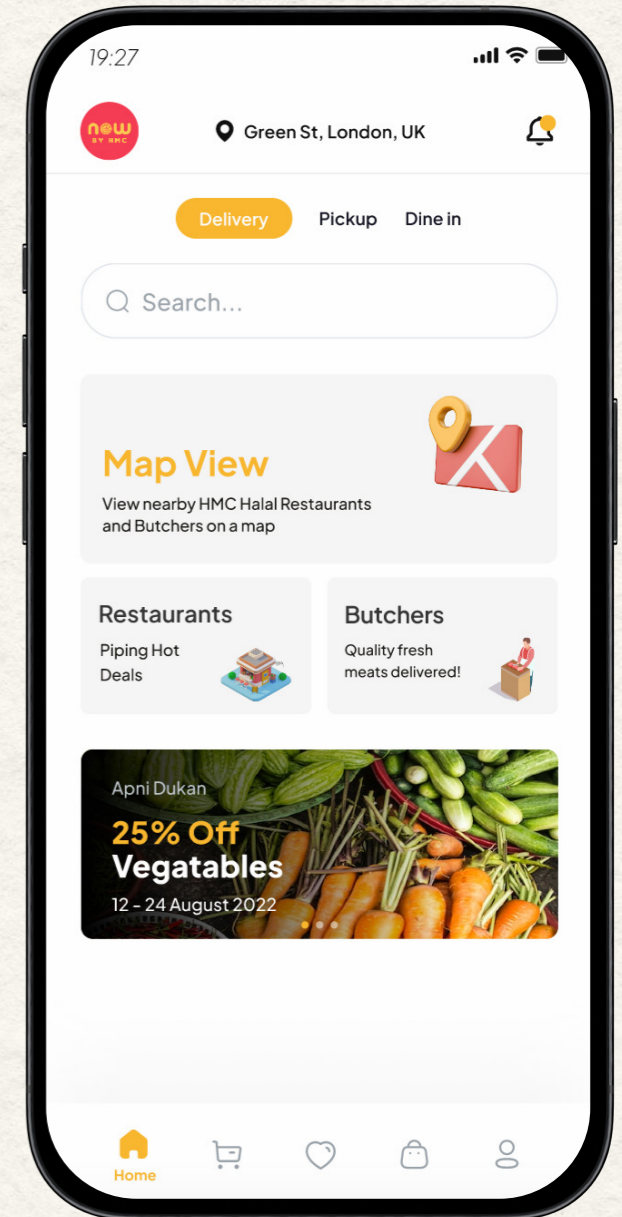 19:27
now
BY HMC
Green St, London, UK
Delivery
Pickup
Dine in
Search...
Map View
View nearby HMC Halal Restaurants
and Butchers on a map
Restaurants
Piping Hot
Deals
Butchers
Quality fresh
meats delivered!
Apni Dukan
25% Off
Vegatables
12 - 24 August 2022
Home